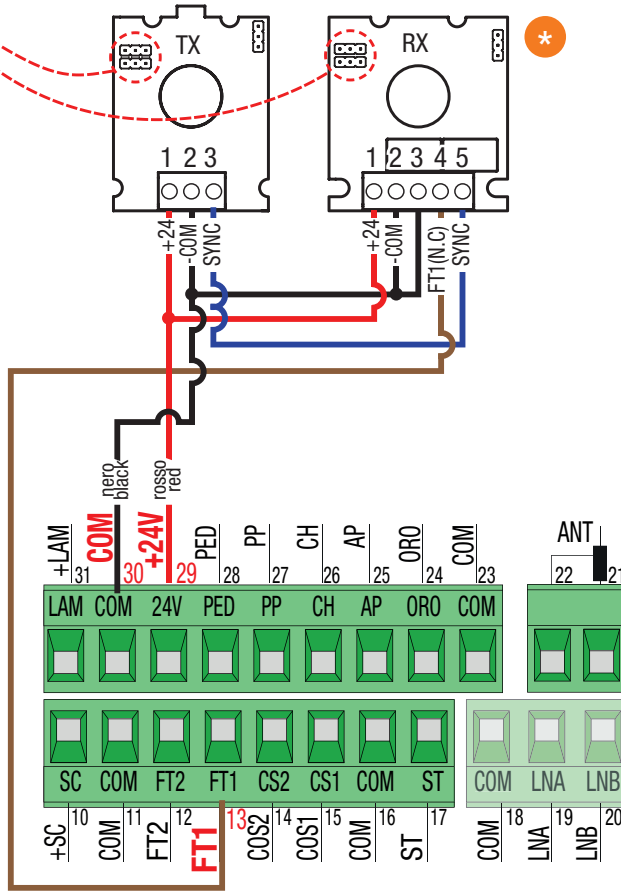 TX
RX
*
1 2 3
1 2 3 4 5
+24
-COM
SYNC
+24
-COM
FT1(N.C)
SYNC
nero
black
rosso
red
+LAM
COM
+24V
PED
PP
CH
AP
ORO
COM
ANT
31 30 29 28 27 26 25 24 23 22 21
LAM COM 24V PED PP CH AP ORO COM
SC COM FT2 FT1 CS2 CS1 COM ST COM LNA LNB
10 11 12 13 14 15 16 17 18 19 20
+SC
COM
FT2
FT1
COS2
COS1
COM
ST
COM
LNA
LNB